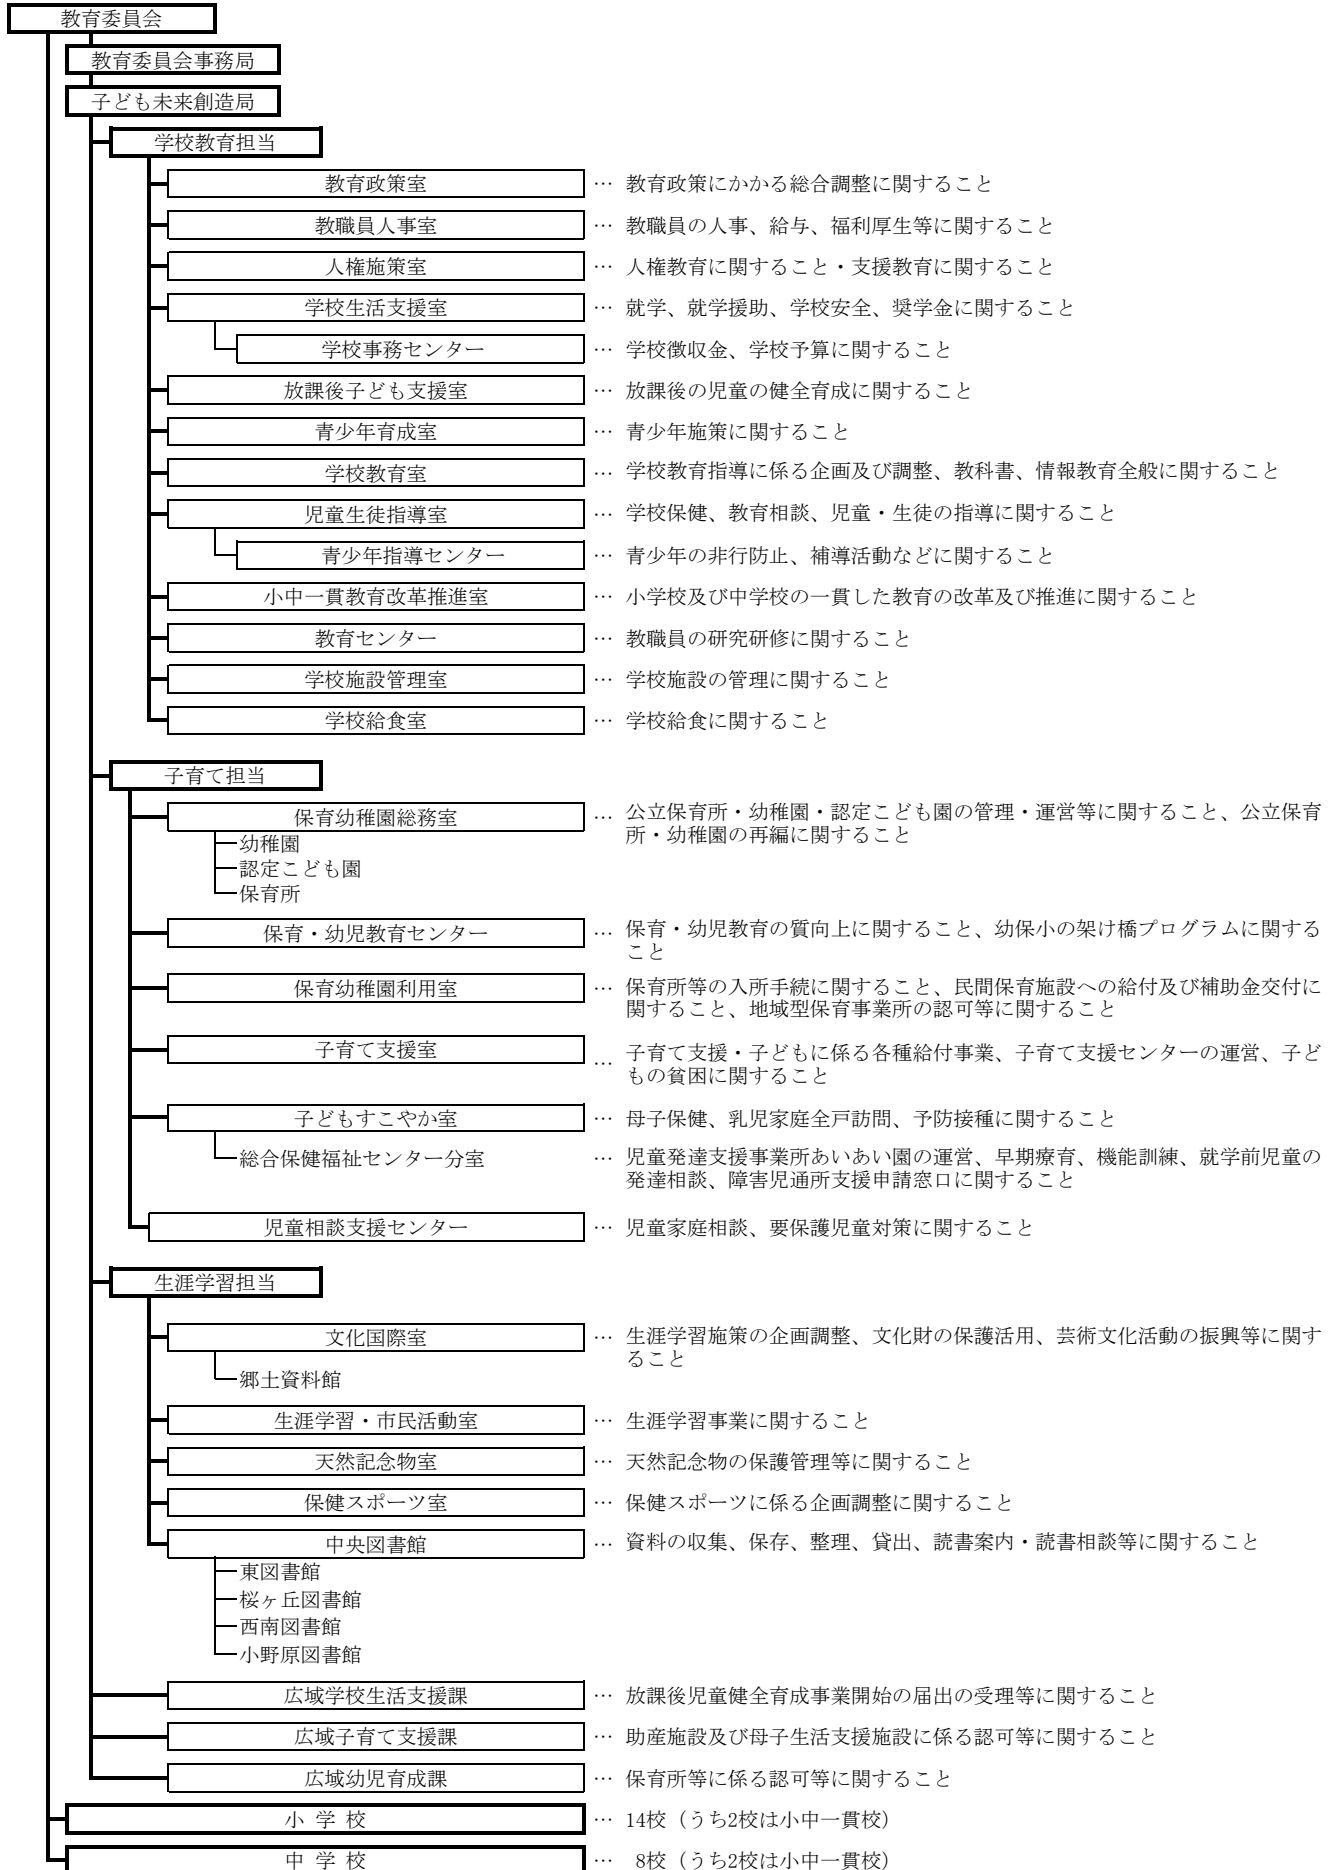 教育委員会
教育委員会事務局
子ども未来創造局
学校教育担当
教育政策室 … 教育政策にかかる総合調整に関すること
教職員人事室 … 教職員の人事、給与、福利厚生等に関すること
人権施策室 … 人権教育に関すること・支援教育に関すること
学校生活支援室 … 就学、就学援助、学校安全、奨学金に関すること
学校事務センター … 学校徴収金、学校予算に関すること
放課後子ども支援室 … 放課後の児童の健全育成に関すること
青少年育成室 … 青少年施策に関すること
学校教育室 … 学校教育指導に係る企画及び調整、教科書、情報教育全般に関すること
児童生徒指導室 … 学校保健、教育相談、児童・生徒の指導に関すること
青少年指導センター … 青少年の非行防止、補導活動などに関すること
小中一貫教育改革推進室 … 小学校及び中学校の一貫した教育の改革及び推進に関すること
教育センター … 教職員の研究研修に関すること
学校施設管理室 … 学校施設の管理に関すること
学校給食室 … 学校給食に関すること
子育て担当
保育幼稚園総務室 … 公立保育所・幼稚園・認定こども園の管理・運営等に関すること、公立保育
所・幼稚園の再編に関すること
幼稚園
認定こども園
保育所
保育・幼児教育センター … 保育・幼児教育の質向上に関すること、幼保小の架け橋プログラムに関する
こと
保育幼稚園利用室 … 保育所等の入所手続に関すること、民間保育施設への給付及び補助金交付に
関すること、地域型保育事業所の認可等に関すること
子育て支援室 … 子育て支援・子どもに係る各種給付事業、子育て支援センターの運営、子ど
もの貧困に関すること
子どもすこやか室 … 母子保健、乳児家庭全戸訪問、予防接種に関すること
総合保健福祉センター分室 … 児童発達支援事業所あいあい園の運営、早期療育、機能訓練、就学前児童の
発達相談、障害児通所支援申請窓口に関すること
児童相談支援センター … 児童家庭相談、要保護児童対策に関すること
生涯学習担当
文化国際室 … 生涯学習施策の企画調整、文化財の保護活用、芸術文化活動の振興等に関す
ること
郷土資料館
生涯学習・市民活動室 … 生涯学習事業に関すること
天然記念物室 … 天然記念物の保護管理等に関すること
保健スポーツ室 … 保健スポーツに係る企画調整に関すること
中央図書館 … 資料の収集、保存、整理、貸出、読書案内・読書相談等に関すること
東図書館
桜ヶ丘図書館
西南図書館
小野原図書館
広域学校生活支援課 … 放課後児童健全育成事業開始の届出の受理等に関すること
広域子育て支援課 … 助産施設及び母子生活支援施設に係る認可等に関すること
広域幼児育成課 … 保育所等に係る認可等に関すること
小 学 校 … 14校（うち2校は小中一貫校）
中 学 校 … 8校（うち2校は小中一貫校）